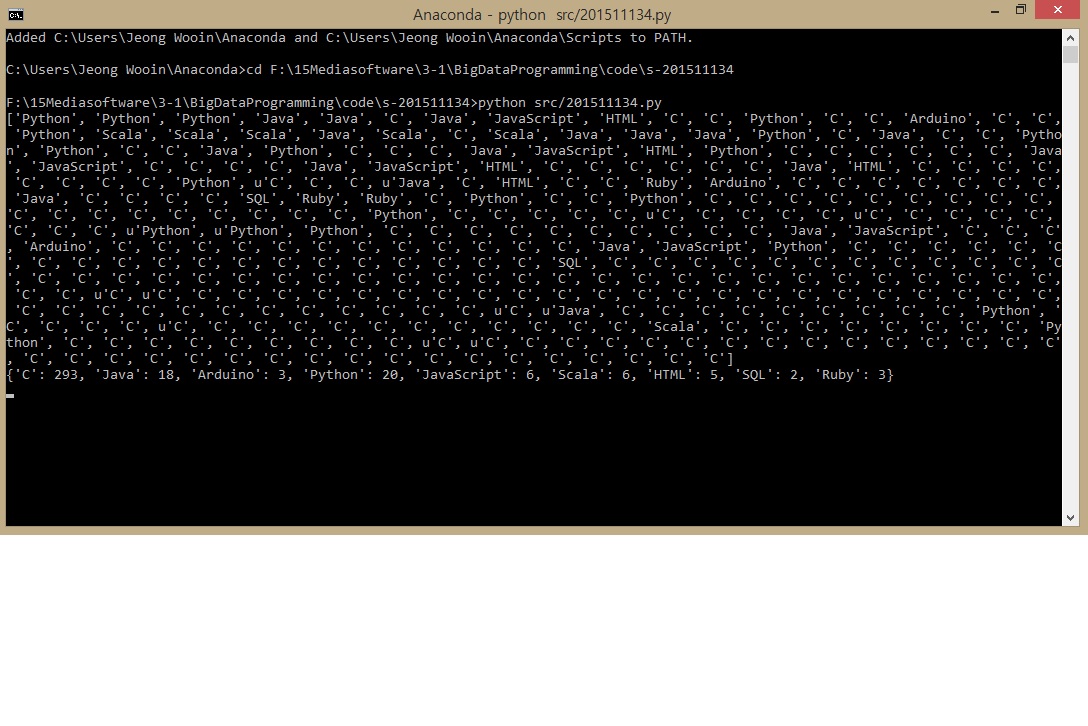 Anaconda - python src/201511134.py
Added C:\Users\Jeong Wooin\Anaconda and C:\Users\Jeong Wooin\Anaconda\Scripts to PATH.
C:\Users\Jeong Wooin\Anaconda>cd F:\15Mediasoftware\3-1\BigDataProgramming\code\s-201511134
F:\15Mediasoftware\3-1\BigDataProgramming\code\s-201511134>python src/201511134.py
['Python', 'Python', 'Python', 'Java', 'Java', 'C', 'Java', 'JavaScript', 'HTML', 'C', 'C', 'Python', 'C', 'C', 'Arduino', 'C', 'C',
 'Python', 'Scala', 'Scala', 'Scala', 'Java', 'Scala', 'C', 'Scala', 'Java', 'Java', 'Java', 'Python', 'C', 'Java', 'C', 'C', 'Pytho
n', 'Python', 'C', 'C', 'Java', 'Python', 'C', 'C', 'C', 'Java', 'JavaScript', 'HTML', 'Python', 'C', 'C', 'C', 'C', 'C', 'C', 'Java
', 'JavaScript', 'C', 'C', 'C', 'C', 'Java', 'JavaScript', 'HTML', 'C', 'C', 'C', 'C', 'C', 'C', 'Java', 'HTML', 'C', 'C', 'C', 'C',
 'C', 'C', 'C', 'C', 'Python', u'C', 'C', 'C', u'Java', 'C', 'HTML', 'C', 'C', 'Ruby', 'Arduino', 'C', 'C', 'C', 'C', 'C', 'C', 'C',
 'Java', 'C', 'C', 'C', 'C', 'SQL', 'Ruby', 'Ruby', 'C', 'Python', 'C', 'C', 'Python', 'C', 'C', 'C', 'C', 'C', 'C', 'C', 'C', 'C',
'C', 'C', 'C', 'C', 'C', 'C', 'C', 'C', 'C', 'Python', 'C', 'C', 'C', 'C', 'C', u'C', 'C', 'C', 'C', 'C', u'C', 'C', 'C', 'C', 'C',
'C', 'C', 'C', u'Python', u'Python', 'Python', 'C', 'C', 'C', 'C', 'C', 'C', 'C', 'C', 'C', 'C', 'Java', 'JavaScript', 'C', 'C', 'C'
, 'Arduino', 'C', 'C', 'C', 'C', 'C', 'C', 'C', 'C', 'C', 'C', 'C', 'C', 'Java', 'JavaScript', 'Python', 'C', 'C', 'C', 'C', 'C', 'C
', 'C', 'C', 'C', 'C', 'C', 'C', 'C', 'C', 'C', 'C', 'C', 'C', 'C', 'SQL', 'C', 'C', 'C', 'C', 'C', 'C', 'C', 'C', 'C', 'C', 'C', 'C
', 'C', 'C', 'C', 'C', 'C', 'C', 'C', 'C', 'C', 'C', 'C', 'C', 'C', 'C', 'C', 'C', 'C', 'C', 'C', 'C', 'C', 'C', 'C', 'C', 'C', 'C',
 'C', 'C', u'C', u'C', 'C', 'C', 'C', 'C', 'C', 'C', 'C', 'C', 'C', 'C', 'C', 'C', 'C', 'C', 'C', 'C', 'C', 'C', 'C', 'C', 'C', 'C',
 'C', 'C', 'C', 'C', 'C', 'C', 'C', 'C', 'C', 'C', 'C', 'C', u'C', u'Java', 'C', 'C', 'C', 'C', 'C', 'C', 'C', 'C', 'C', 'Python', '
C', 'C', 'C', 'C', u'C', 'C', 'C', 'C', 'C', 'C', 'C', 'C', 'C', 'C', 'C', 'C', 'Scala', 'C', 'C', 'C', 'C', 'C', 'C', 'C', 'C', 'Py
thon', 'C', 'C', 'C', 'C', 'C', 'C', 'C', 'C', 'C', u'C', u'C', 'C', 'C', 'C', 'C', 'C', 'C', 'C', 'C', 'C', 'C', 'C', 'C', 'C', 'C'
, 'C', 'C', 'C', 'C', 'C', 'C', 'C', 'C', 'C', 'C', 'C', 'C', 'C', 'C', 'C', 'C', 'C', 'C']
{'C': 293, 'Java': 18, 'Arduino': 3, 'Python': 20, 'JavaScript': 6, 'Scala': 6, 'HTML': 5, 'SQL': 2, 'Ruby': 3}